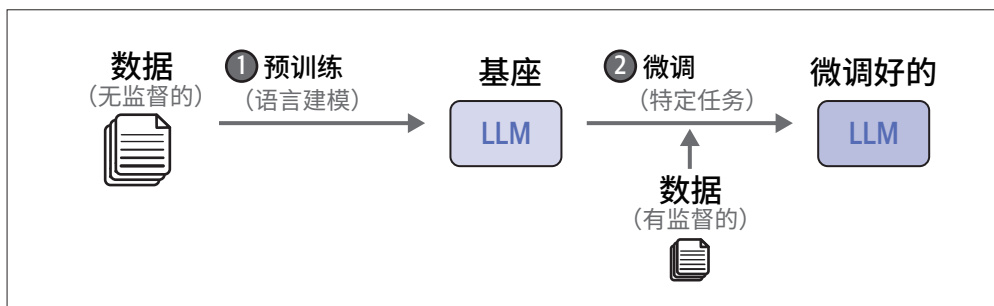 数据
（无监督的）
1 预训练
（语言建模）
基座
LLM
2 微调
（特定任务）
数据
（有监督的）
微调好的
LLM